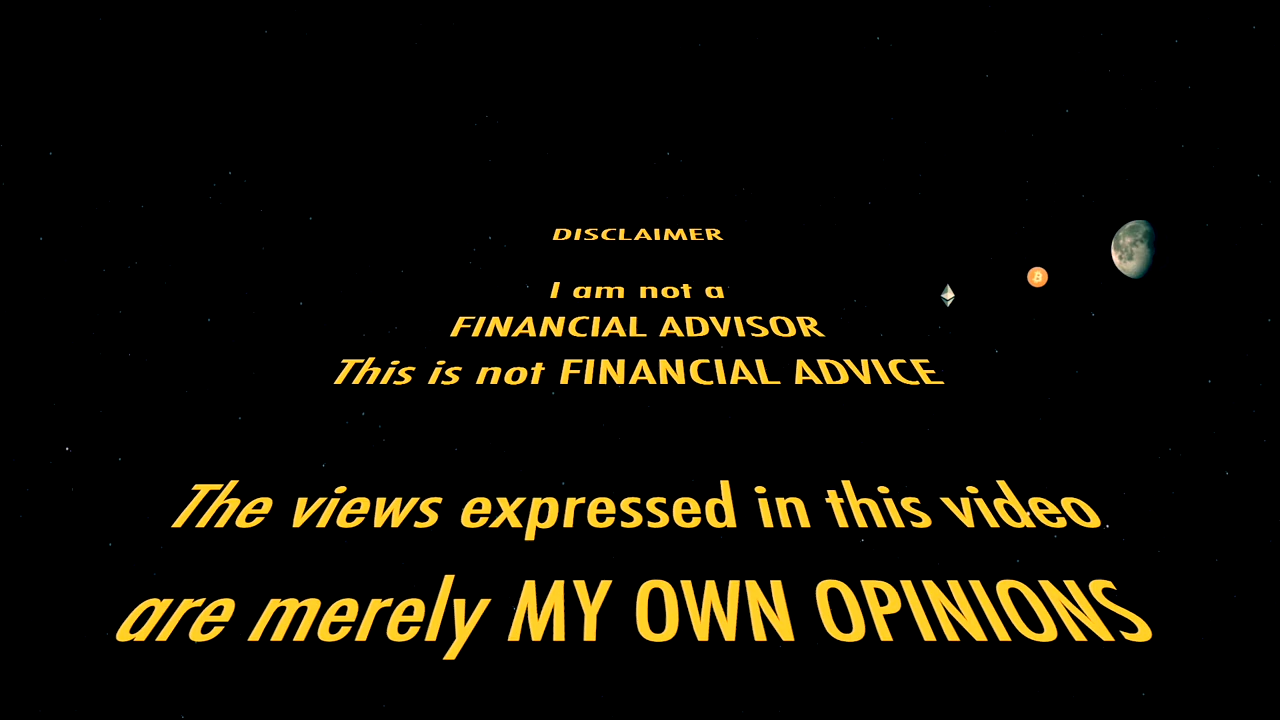 DISCLAIMER
I am not a
FINANCIAL ADVISOR
This is not FINANCIAL ADVICE
The views expressed in this video
are merely MY OWN OPINIONS